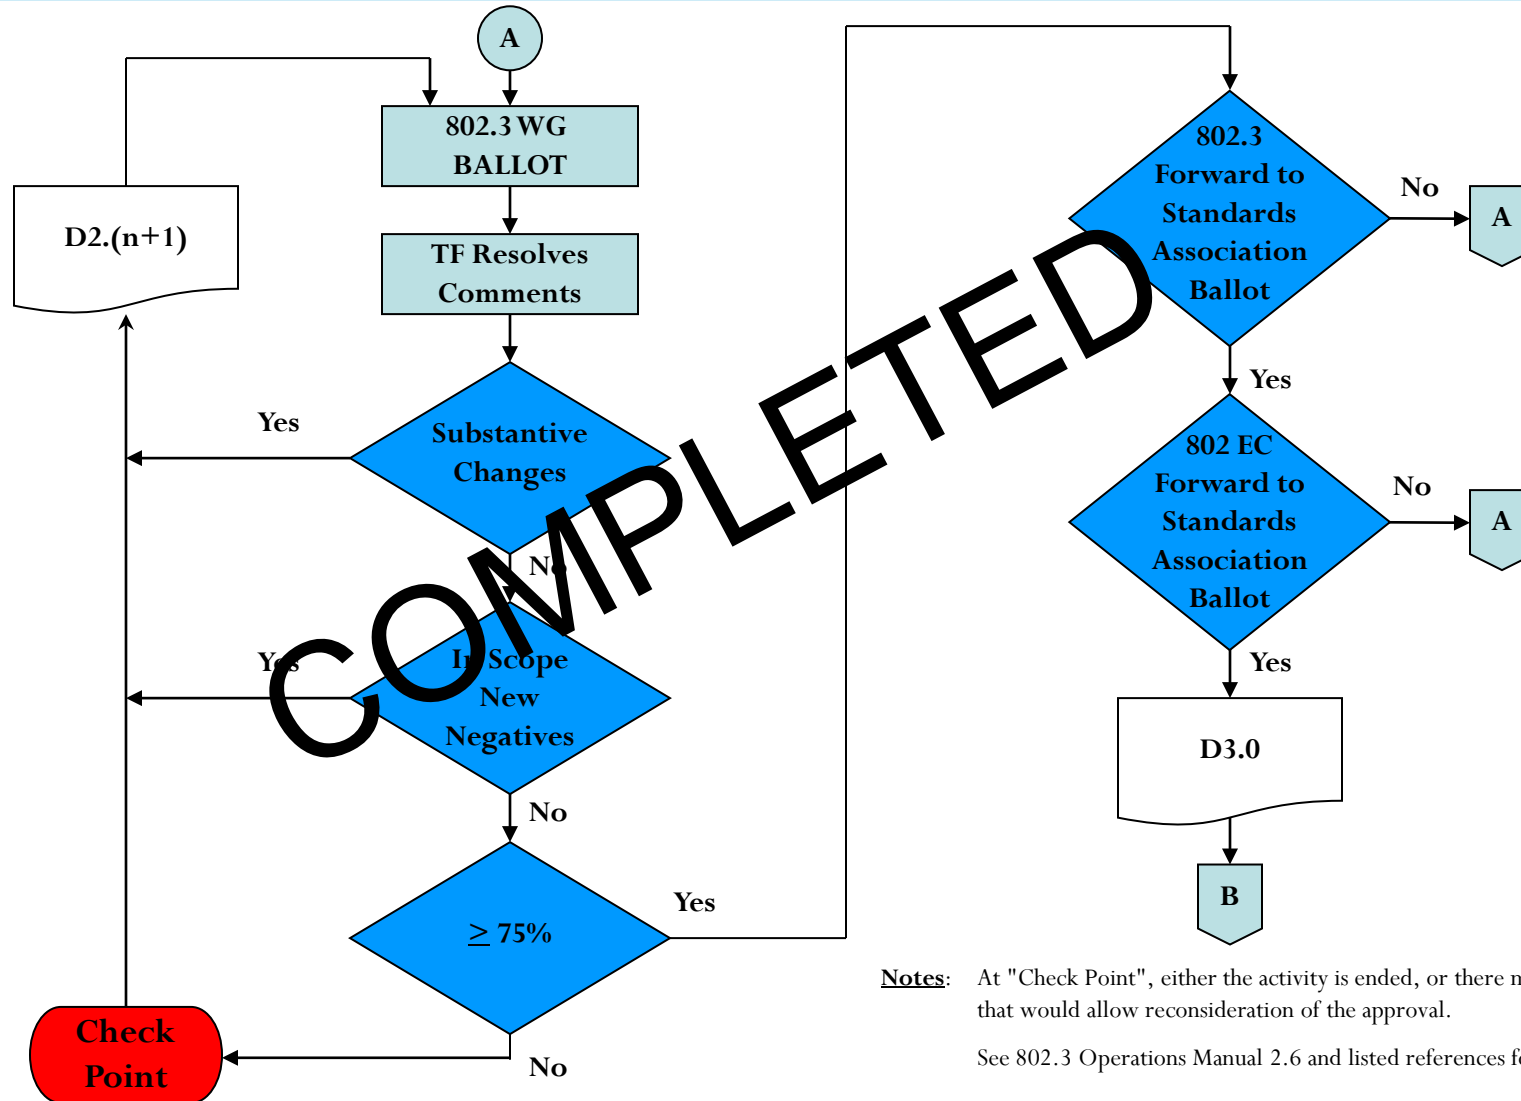 A
802.3 WG
BALLOT
D2.(n+1)
TF Resolves
Comments
Yes
Substantive
Changes
No
Yes
In Scope
New
Negatives
No
≥ 75%
Yes
Check
Point
No
COMPLETED
802.3
Forward to
Standards
Association
Ballot
No
A
Yes
802 EC
Forward to
Standards
Association
Ballot
No
A
Yes
D3.0
B
Notes: At "Check Point", either the activity is ended, or there
that would allow reconsideration of the approval.
See 802.3 Operations Manual 2.6 and listed references